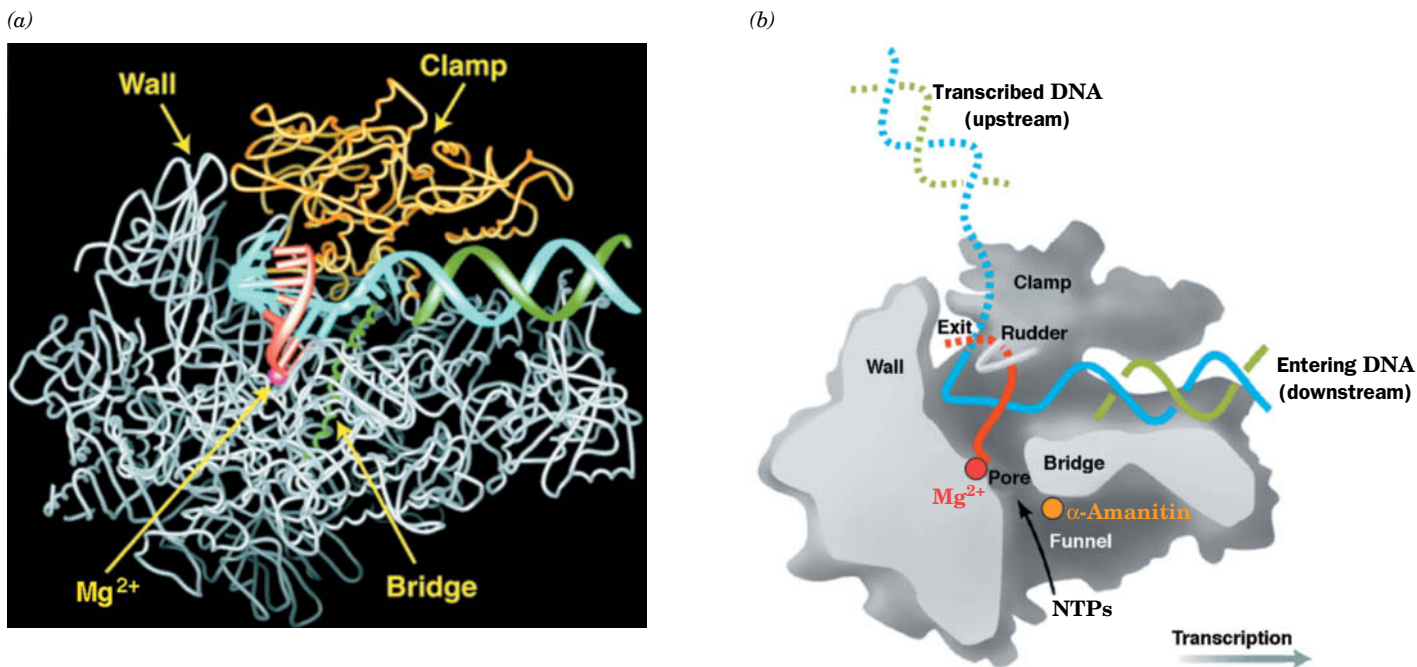 (a)
Wall
Clamp
Mg2+
Bridge
(b)
Transcribed DNA
(upstream)
Clamp
Exit
Rudder
Wall
Entering DNA
(downstream)
Bridge
Pore
Mg2+
α-Amanitin
Funnel
NTPs
Transcription